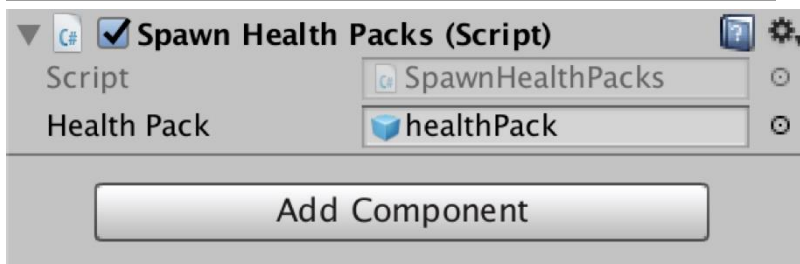 C# Spawn Health Packs (Script) ?
Script C# SpawnHealthPacks
Health Pack healthPack
Add Component